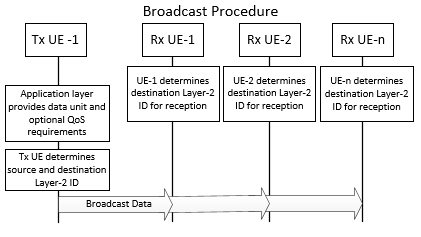 Broadcast Procedure
Tx UE -1
Rx UE-1
Rx UE-2
Rx UE-n
Application layer
provides data unit and
optional QoS
requirements
UE-1 determines
destination Layer-2
ID for reception
UE-2 determines
destination Layer-2
ID for reception
UE-n determines
destination Layer-2
ID for reception
Tx UE determines
source and destination
Layer-2 ID
Broadcast Data